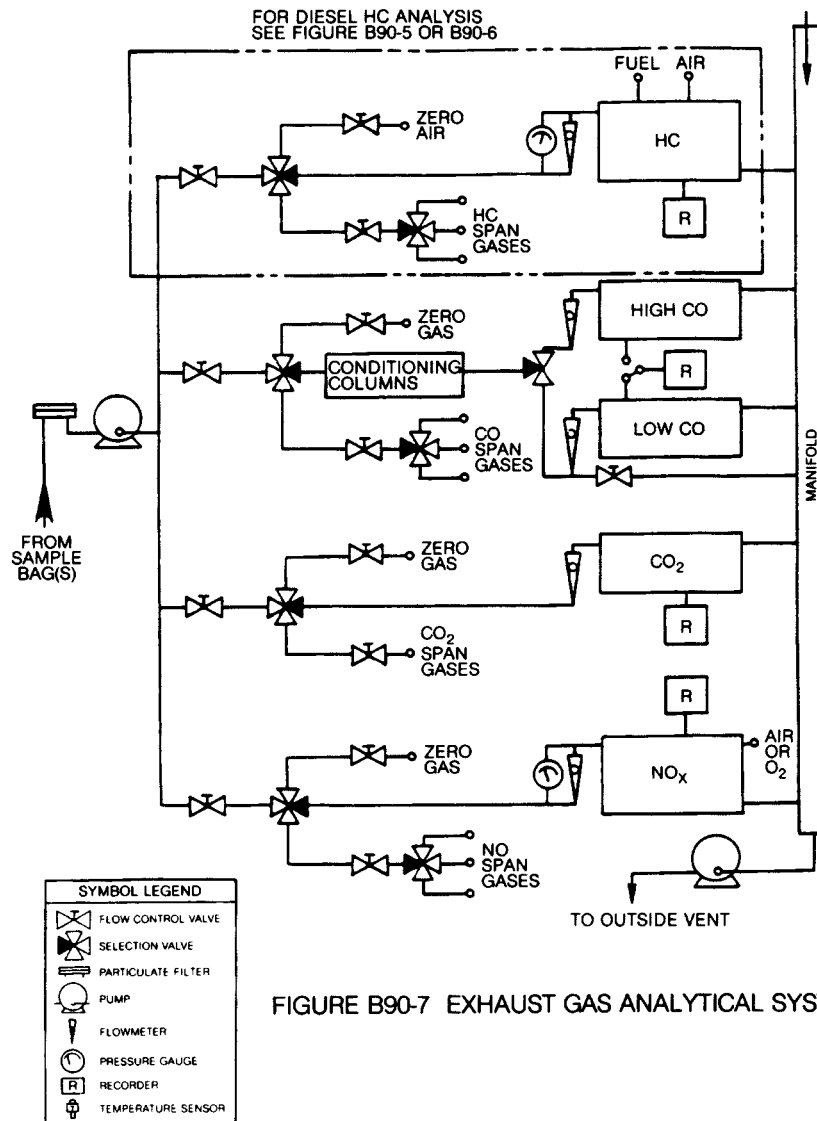 FOR DIESEL HC ANALYSIS
SEE FIGURE B90-5 OR B90-6
FUEL AIR
ZERO
AIR
HC
HC
SPAN
GASES
R
ZERO
GAS
HIGH CO
CONDITIONING
COLUMNS
R
CO
SPAN
GASES
LOW CO
MANIFOLD
FROM
SAMPLE
BAG(S)
ZERO
GAS
CO₂
CO₂
SPAN
GASES
R
R
ZERO
GAS
AIR
OR
O₂
NOₓ
NO
SPAN
GASES
TO OUTSIDE VENT
SYMBOL LEGEND
FLOW CONTROL VALVE
SELECTION VALVE
PARTICULATE FILTER
PUMP
FLOWMETER
PRESSURE GAUGE
R RECORDER
TEMPERATURE SENSOR
FIGURE B90-7 EXHAUST GAS ANALYTICAL SYS